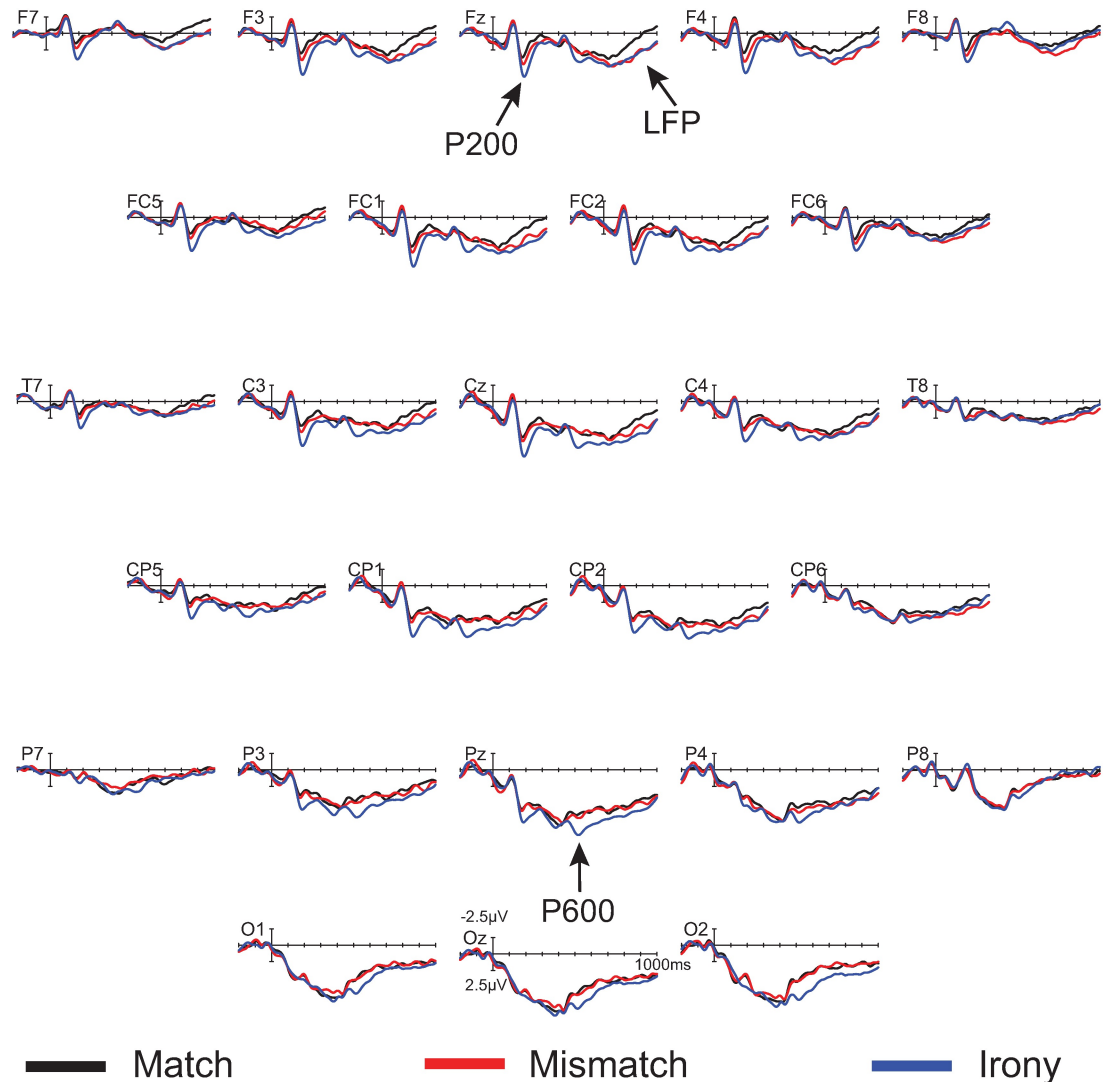 F7 F3 Fz F4 F8
P200 LFP
FC5 FC1 FC2 FC6
T7 C3 Cz C4 T8
CP5 CP1 CP2 CP6
P7 P3 Pz P4 P8
P600
-2.5µV
O1 Oz O2
1000ms
2.5µV
Match Mismatch Irony